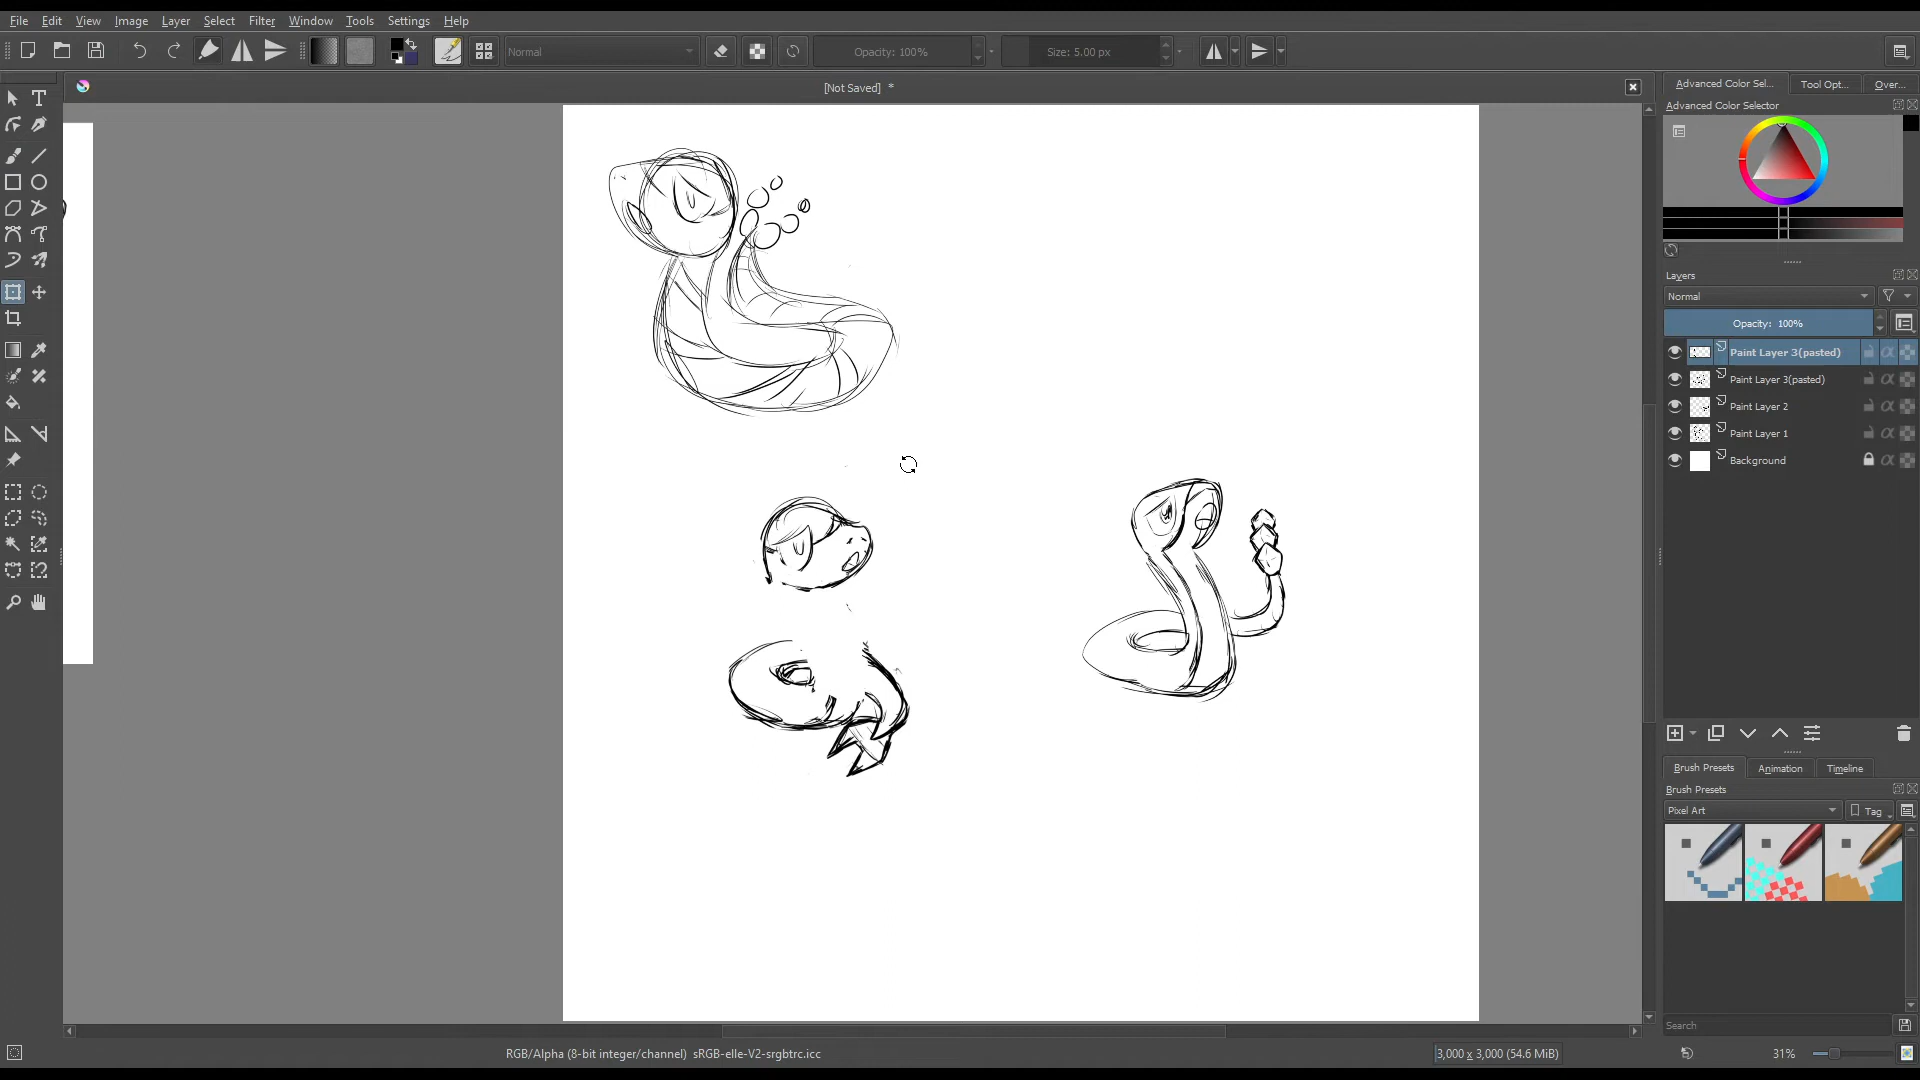 File Edit View Image Layer Select Filter Window Tools Settings Help
Normal Opacity: 100% Size: 5.00 px
[Not Saved] *
Advanced Color Sel... Tool Opt... Over...
Advanced Color Selector
Layers
Normal
Opacity: 100%
Paint Layer 3(pasted)
Paint Layer 3(pasted)
Paint Layer 2
Paint Layer 1
Background
Brush Presets Animation Timeline
Brush Presets
Pixel Art Tag
Search
RGB/Alpha (8-bit integer/channel) sRGB-elle-V2-srgbtrc.icc 3,000 x 3,000 (54.6 MiB) 31%